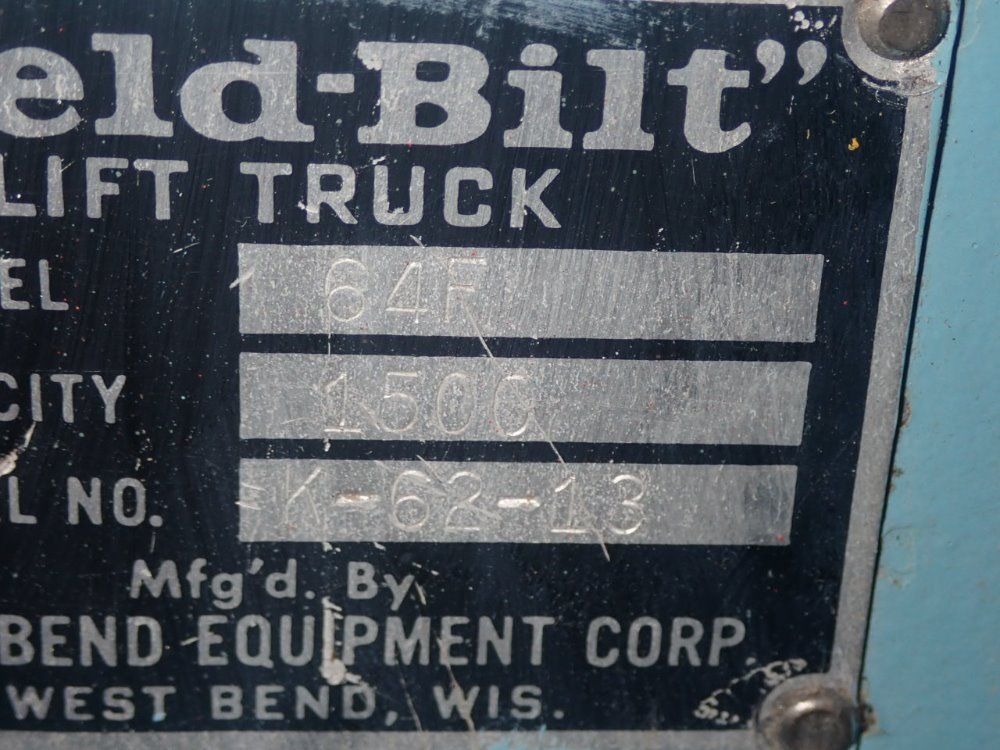 eld-Bilt”
LIFT TRUCK
EL 64F
CITY 1500
L NO. K-62-13
Mfg'd. By
BEND EQUIPMENT CORP.
WEST BEND, WIS.